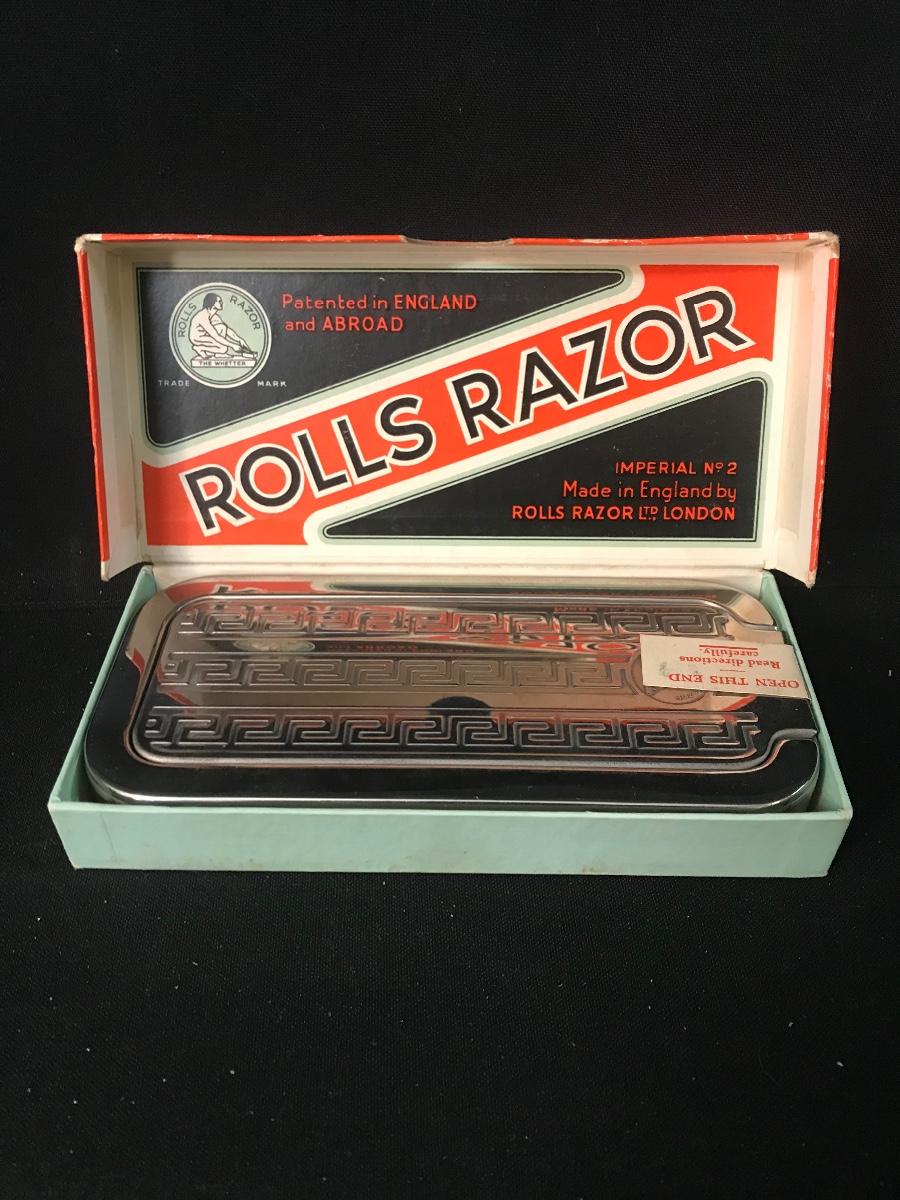 ROLLS RAZOR
THE WHETTER
TRADE MARK
Patented in ENGLAND
and ABROAD
ROLLS RAZOR
IMPERIAL Nº 2
Made in England by
ROLLS RAZOR LTD LONDON
OPEN THIS END
Read directions
carefully.